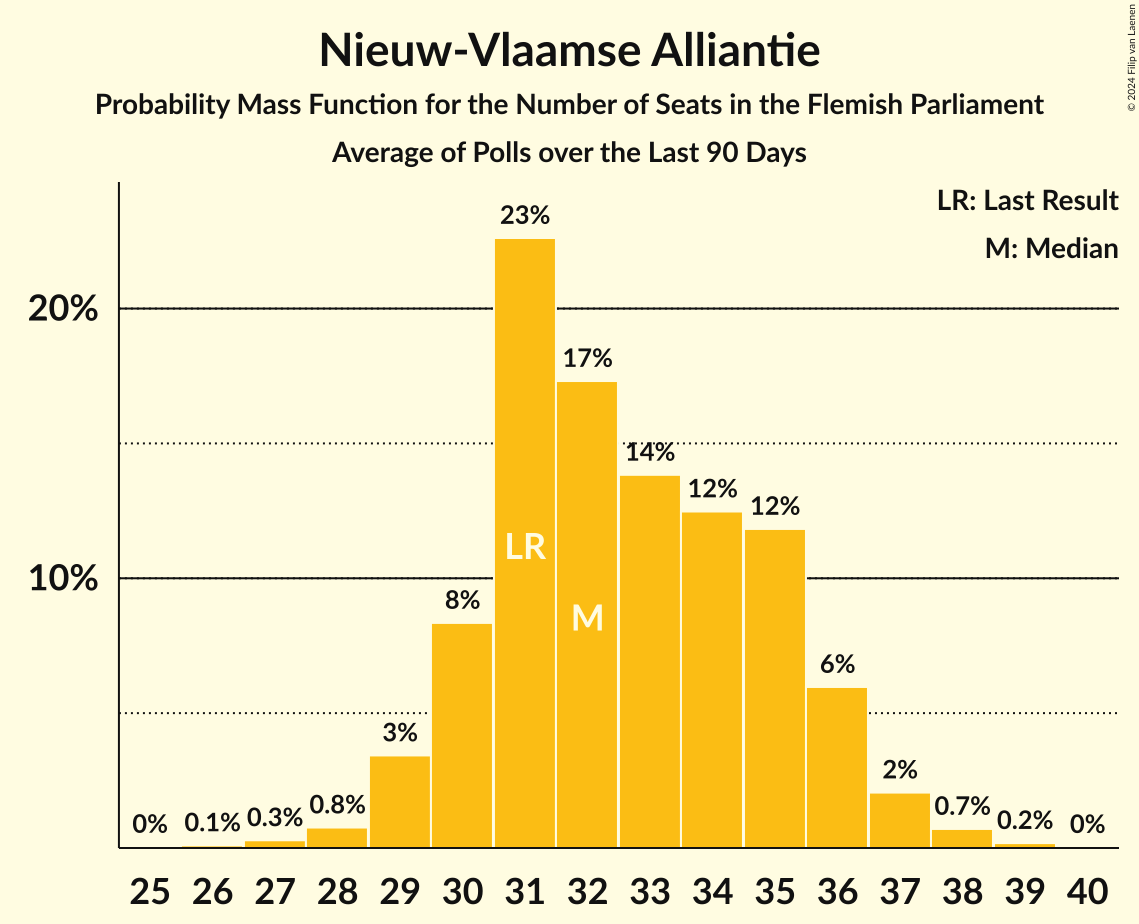 Nieuw-Vlaamse Alliantie
Probability Mass Function for the Number of Seats in the Flemish Parliament
Average of Polls over the Last 90 Days
© 2024 Filip van Laenen
LR: Last Result
M: Median
23%
20%
17%
14%
12%
12%
LR
10%
8%
M
6%
3%
2%
0%
0.1%
0.3%
0.8%
0.7%
0.2%
0%
25 26 27 28 29 30 31 32 33 34 35 36 37 38 39 40